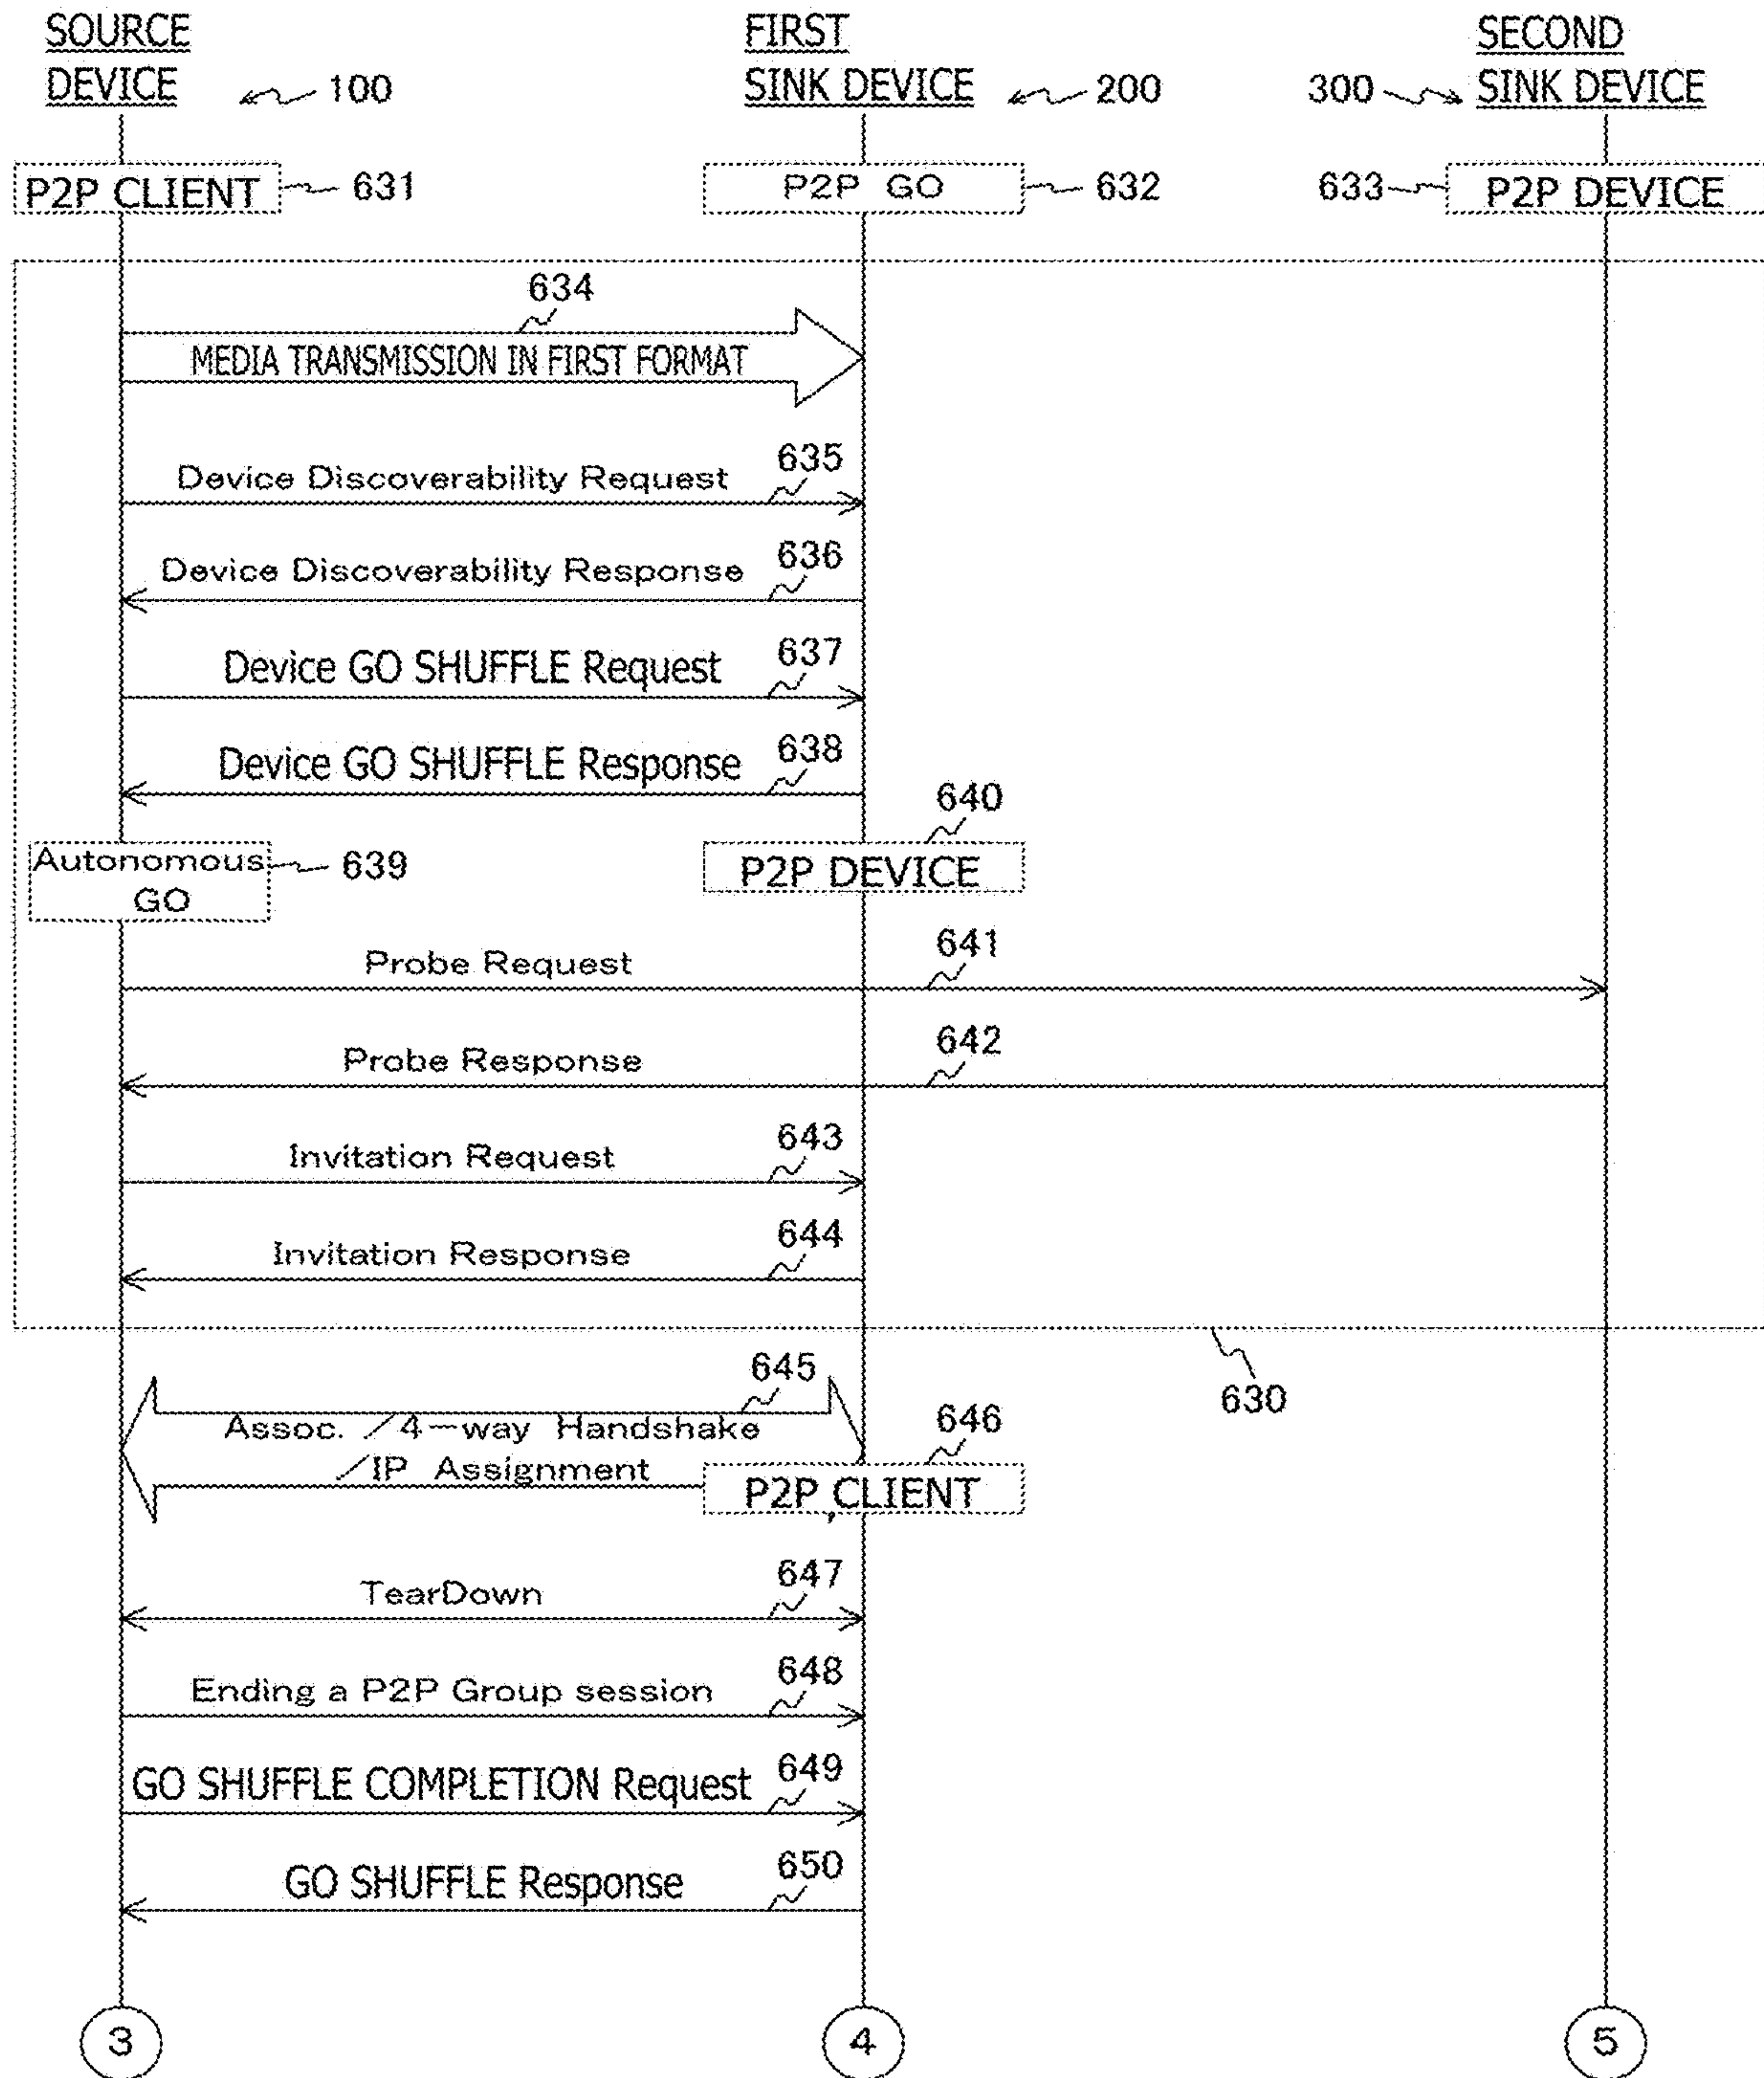 SOURCE
DEVICE
100
FIRST
SINK DEVICE
200
300
SECOND
SINK DEVICE
P2P CLIENT
631
P2P GO
632
633
P2P DEVICE
634
MEDIA TRANSMISSION IN FIRST FORMAT
Device Discoverability Request
635
Device Discoverability Response
636
Device GO SHUFFLE Request
637
Device GO SHUFFLE Response
638
640
Autonomous
GO
639
P2P DEVICE
Probe Request
641
Probe Response
642
Invitation Request
643
Invitation Response
644
630
645
Assoc. /4-way Handshake
/IP Assignment
646
P2P CLIENT
TearDown
647
Ending a P2P Group session
648
GO SHUFFLE COMPLETION Request
649
GO SHUFFLE Response
650
3
4
5